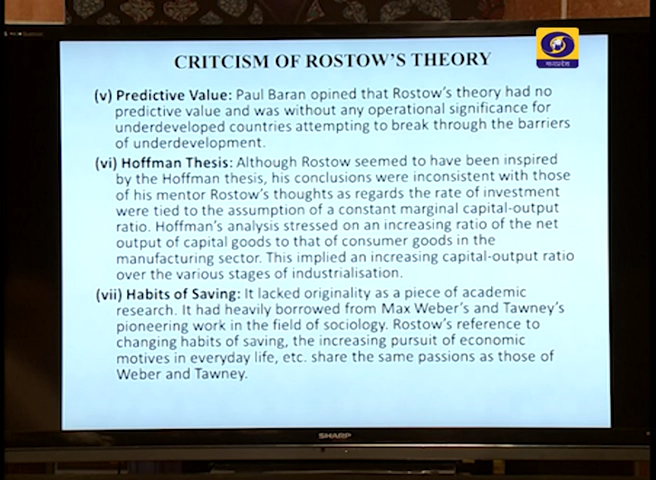 CRITCISM OF ROSTOW'S THEORY
मध्यप्रदेश
(v) Predictive Value: Paul Baran opined that Rostow's theory had no
predictive value and was without any operational significance for
underdeveloped countries attempting to break through the barriers
of underdevelopment.
(vi) Hoffman Thesis: Although Rostow seemed to have been inspired
by the Hoffman thesis, his conclusions were inconsistent with those
of his mentor Rostow's thoughts as regards the rate of investment
were tied to the assumption of a constant marginal capital-output
ratio. Hoffman's analysis stressed on an increasing ratio of the net
output of capital goods to that of consumer goods in the
manufacturing sector. This implied an increasing capital-output ratio
over the various stages of industrialisation.
(vii) Habits of Saving: It lacked originality as a piece of academic
research. It had heavily borrowed from Max Weber's and Tawney's
pioneering work in the field of sociology. Rostow's reference to
changing habits of saving, the increasing pursuit of economic
motives in everyday life, etc. share the same passions as those of
Weber and Tawney.
SHARP